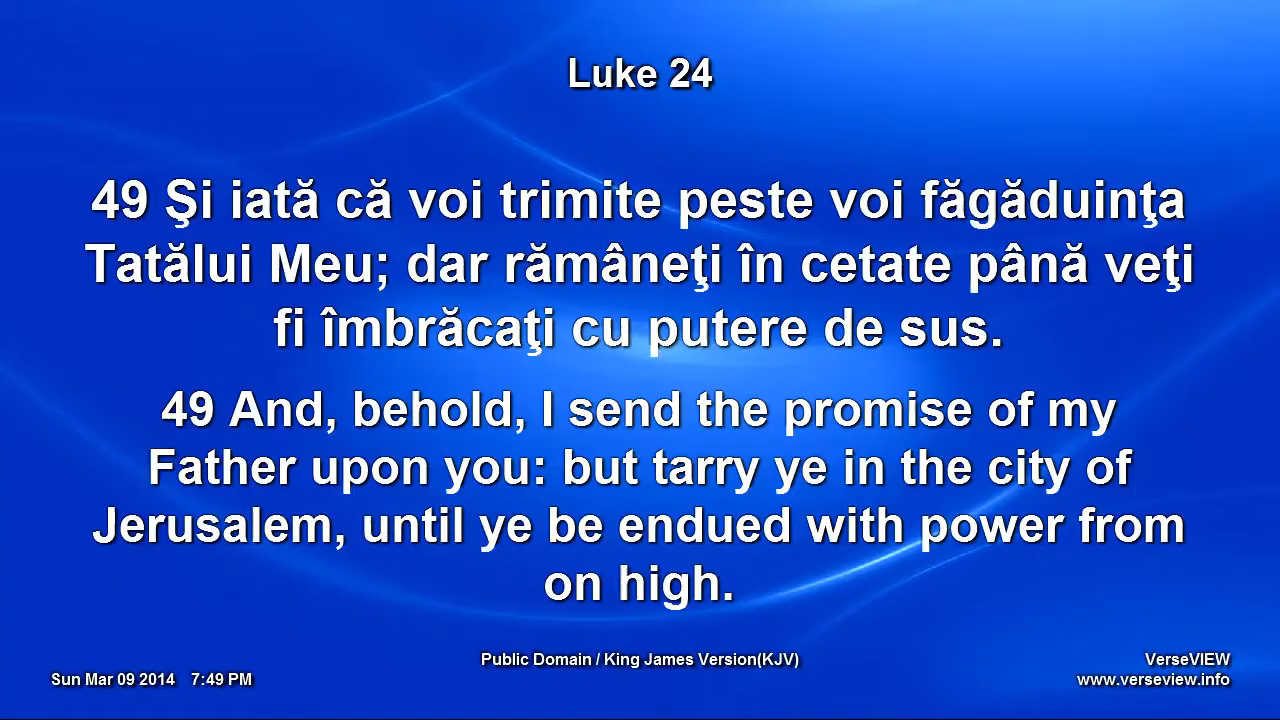 Luke 24
49 Şi iată că voi trimite peste voi făgăduinţa
Tatălui Meu; dar rămâneţi în cetate până veţi
fi îmbrăcaţi cu putere de sus.
49 And, behold, I send the promise of my
Father upon you: but tarry ye in the city of
Jerusalem, until ye be endued with power from
on high.
Public Domain / King James Version(KJV)
VerseVIEW
Sun Mar 09 2014 7:49 PM
www.verseview.info